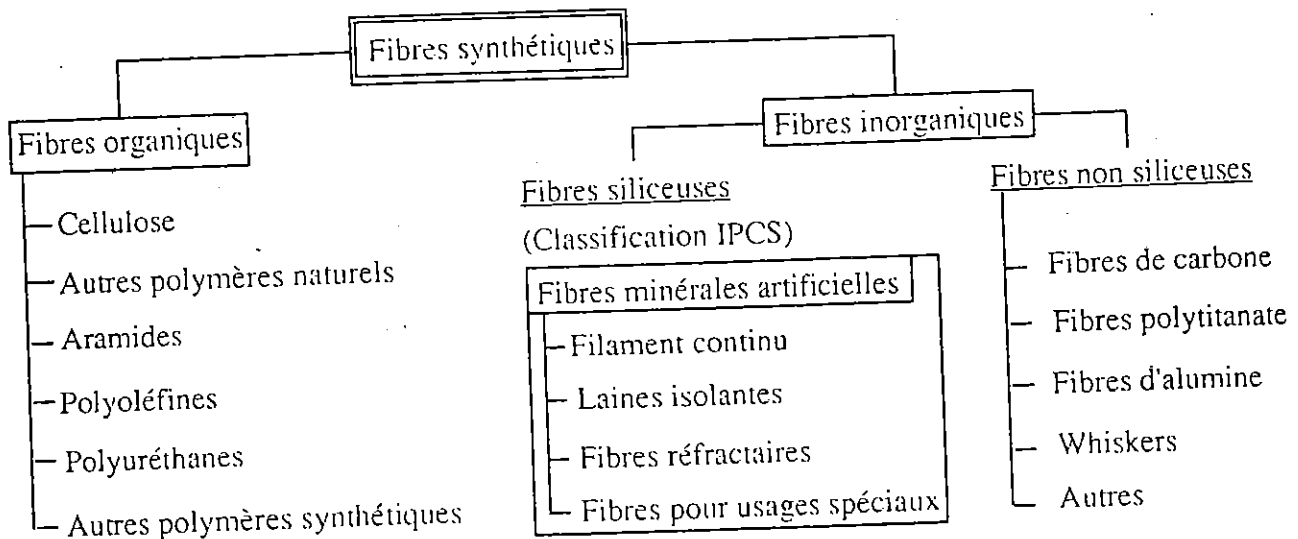 Fibres synthétiques
Fibres organiques
Cellulose
Autres polymères naturels
Aramides
Polyoléfines
Polyuréthanes
Autres polymères synthétiques
Fibres inorganiques
Fibres siliceuses
(Classification IPCS)
Fibres minérales artificielles
Filament continu
Laines isolantes
Fibres réfractaires
Fibres pour usages spéciaux
Fibres non siliceuses
Fibres de carbone
Fibres polytitanate
Fibres d'alumine
Whiskers
Autres